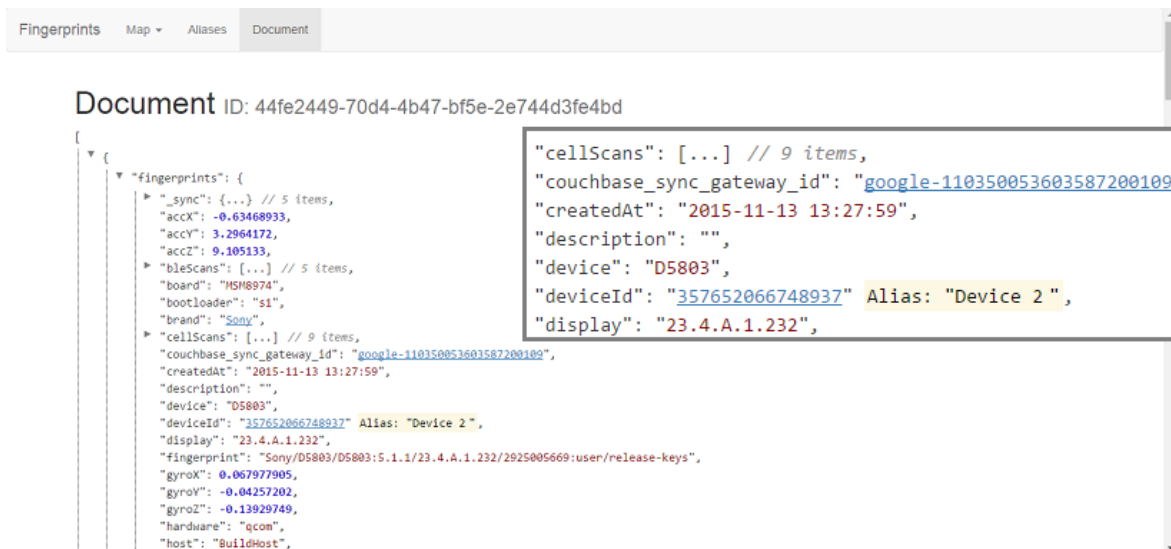 Fingerprints Map Aliases Document
Document ID: 44fe2449-70d4-4b47-bf5e-2e744d3fe4bd
[
{
"fingerprints": {
"_sync": {...} // 5 items,
"accX": -0.63468933,
"accY": 3.2964172,
"accZ": 9.105133,
"bleScans": [...] // 5 items,
"board": "MSM8974",
"bootloader": "s1",
"brand": "Sony",
"cellScans": [...] // 9 items,
"couchbase_sync_gateway_id": "google-110350053603587200109",
"createdAt": "2015-11-13 13:27:59",
"description": "",
"device": "D5803",
"deviceId": "357652066748937" Alias: "Device 2 ",
"display": "23.4.A.1.232",
"fingerprint": "Sony/D5803/D5803:5.1.1/23.4.A.1.232/2925005669:user/release-keys",
"gyroX": 0.067977905,
"gyroY": -0.04257202,
"gyroZ": -0.13929749,
"hardware": "qcom",
"host": "BuildHost",
"cellScans": [...] // 9 items,
"couchbase_sync_gateway_id": "google-110350053603587200109
"createdAt": "2015-11-13 13:27:59",
"description": "",
"device": "D5803",
"deviceId": "357652066748937" Alias: "Device 2 ",
"display": "23.4.A.1.232",